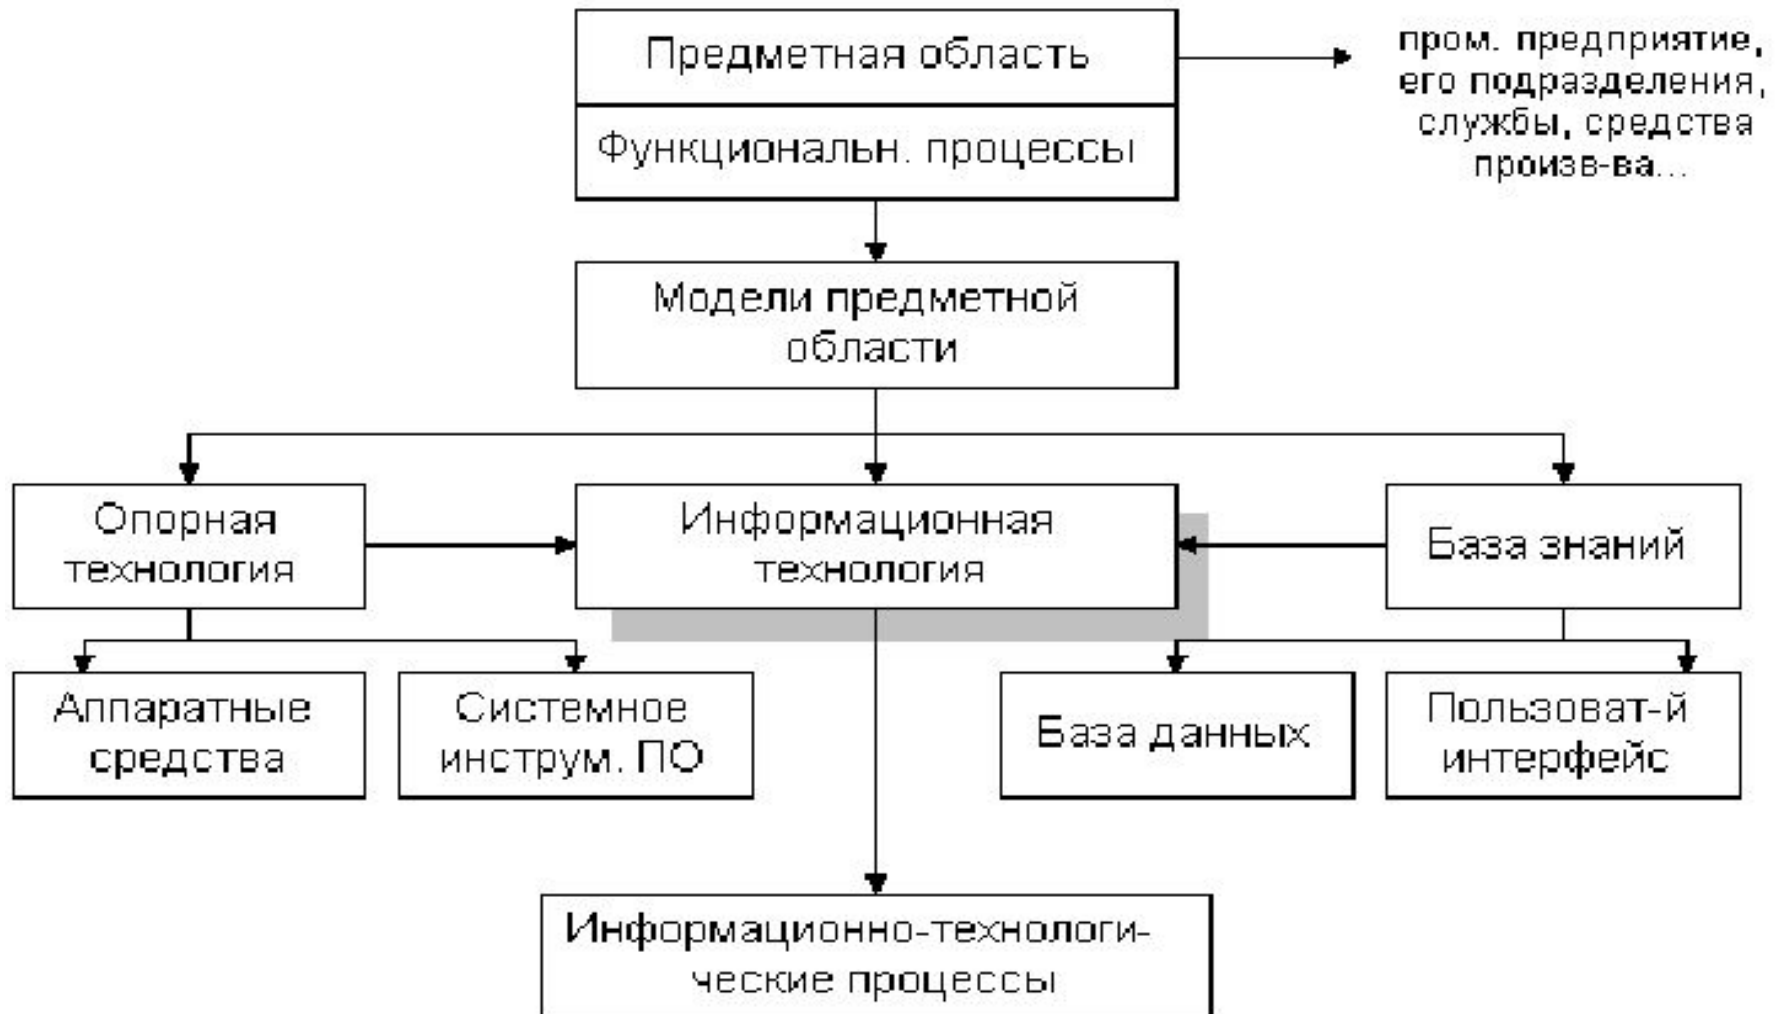 Предметная область
пром. предприятие,
его подразделения,
службы, средства
произв-ва...
Функциональн. процессы
Модели предметной
области
Опорная
технология
Информационная
технология
База знаний
Аппаратные
средства
Системное
инструм. ПО
База данных
Пользоват-й
интерфейс
Информационно-технологи-
ческие процессы